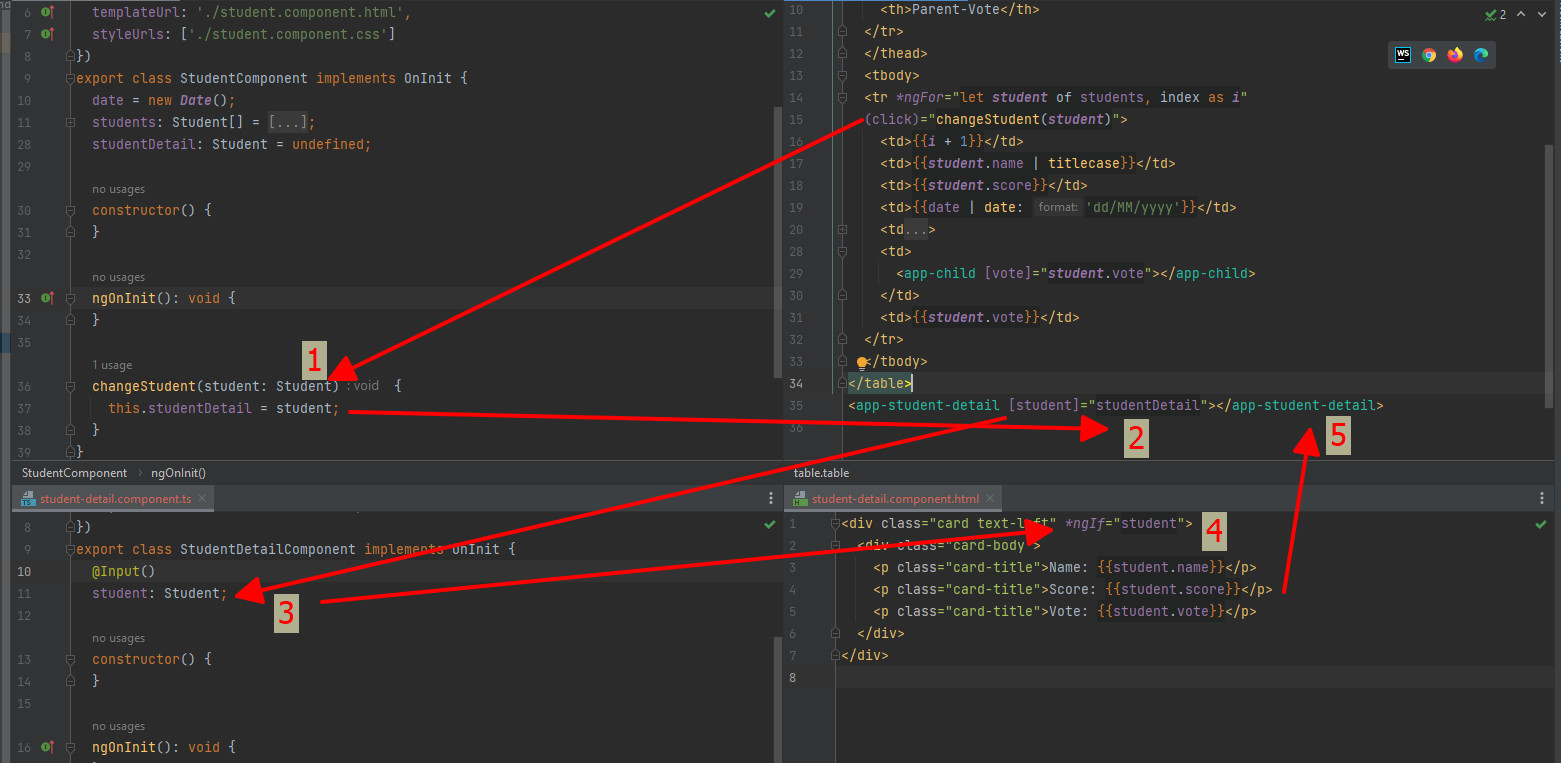 6 templateUrl: './student.component.html',
7 styleUrls: ['./student.component.css']
8 })
9 export class StudentComponent implements OnInit {
10 date = new Date();
11 students: Student[] = [...];
28 studentDetail: Student = undefined;
29
no usages
30 constructor() {
31 }
32
no usages
33 ngOnInit(): void {
34 }
35
1 usage
36 changeStudent(student: Student) : void {
37 this.studentDetail = student;
38 }
39 }
1
StudentComponent › ngOnInit()
10 <th>Parent-Vote</th>
11 </tr>
12 </thead>
13 <tbody>
14 <tr *ngFor="let student of students, index as i"
15 (click)="changeStudent(student)">
16 <td>{{i + 1}}</td>
17 <td>{{student.name | titlecase}}</td>
18 <td>{{student.score}}</td>
19 <td>{{date | date: format: 'dd/MM/yyyy'}}</td>
20 <td...>
28 <td>
29 <app-child [vote]="student.vote"></app-child>
30 </td>
31 <td>{{student.vote}}</td>
32 </tr>
33 </tbody>
34 </table>
35 <app-student-detail [student]="studentDetail"></app-student-detail>
36
2
5
2
WS
table.table
student-detail.component.ts
8 })
9 export class StudentDetailComponent implements OnInit {
10 @Input()
11 student: Student;
12
no usages
13 constructor() {
14 }
15
no usages
16 ngOnInit(): void {
3
student-detail.component.html
1 <div class="card text-left" *ngIf="student">
2 <div class="card-body">
3 <p class="card-title">Name: {{student.name}}</p>
4 <p class="card-title">Score: {{student.score}}</p>
5 <p class="card-title">Vote: {{student.vote}}</p>
6 </div>
7 </div>
8
4